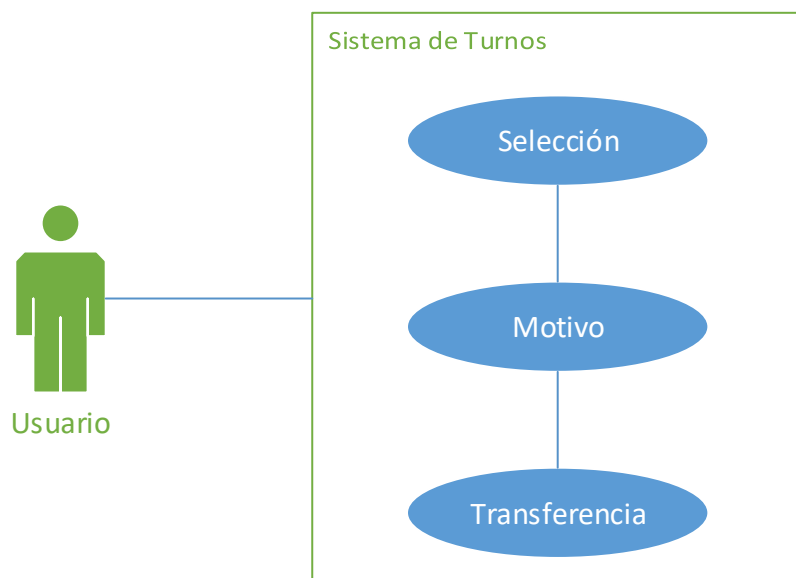 Sistema de Turnos
Selección
Motivo
Usuario
Transferencia